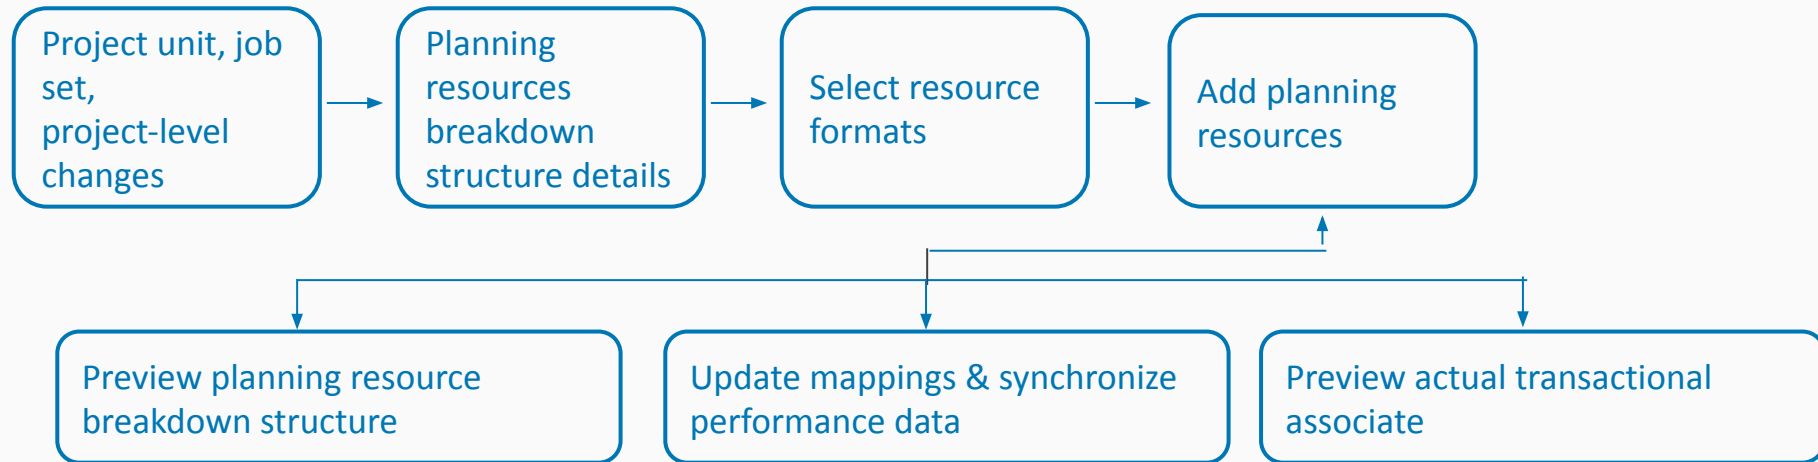 Project unit, job
set,
project-level
changes
Planning
resources
breakdown
structure details
Select resource
formats
Add planning
resources
Preview planning resource
breakdown structure
Update mappings & synchronize
performance data
Preview actual transactional
associate